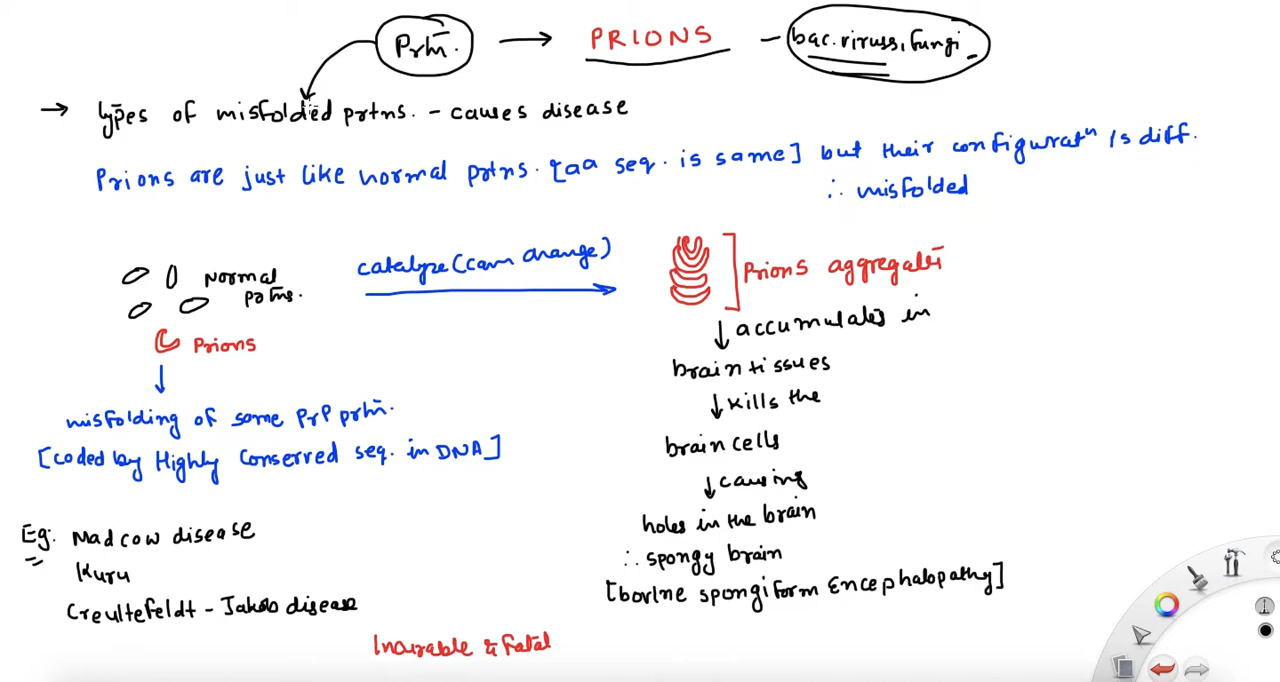 Prtn. → PRIONS – bac. viruss, fungi
→ types of misfolded prtns. - causes disease
Prions are just like normal prtns. [aa seq. is same] but their configuratⁿ is diff.
∴ misfolded
Normal prtns.
Prions
catalyze (can change)
Prions aggregates
↓ accumulates in
brain tissues
↓ kills the
brain cells
↓ causing
holes in the brain
∴ spongy brain
[bovine spongiform Encephalopathy]
↓
misfolding of some PrP prtn.
[coded by Highly conserved seq. in DNA]
Eg: Mad cow disease
Kuru
Creultefeldt - Jakob disease
Incurable & Fatal